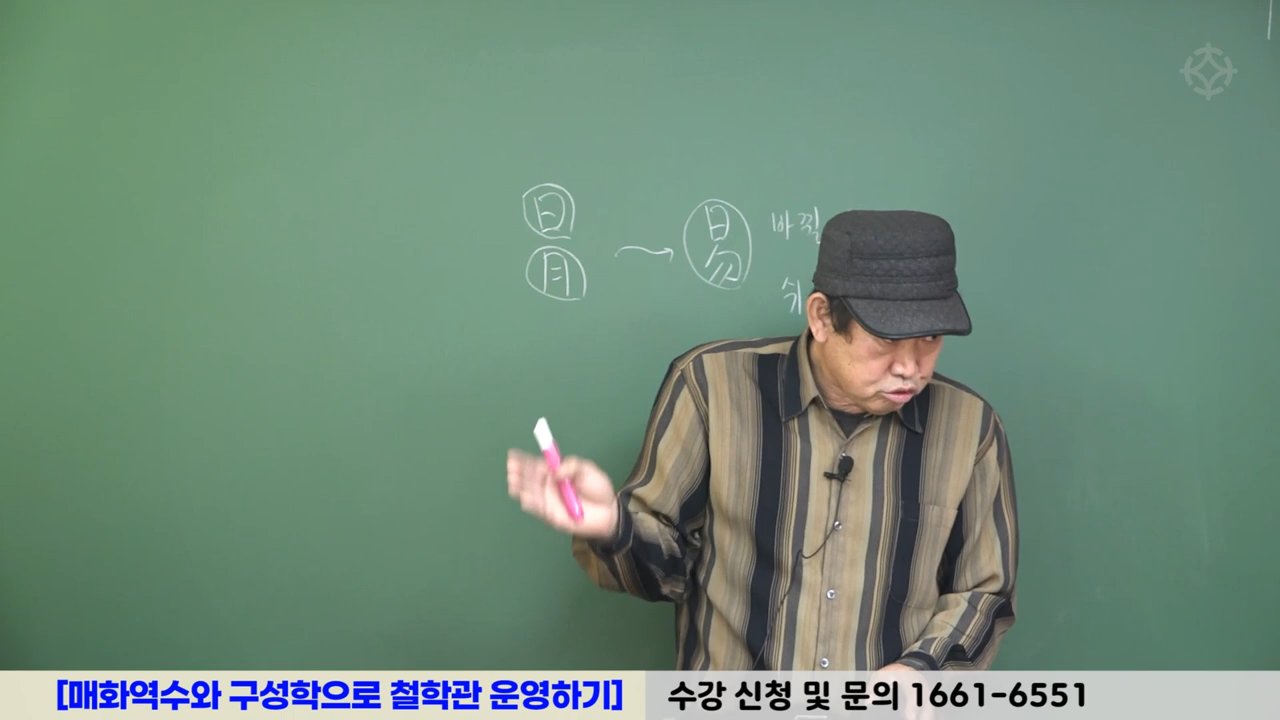 日 易 바뀔
月 → 쉬
[매화역수와 구성학으로 철학관 운영하기] 수강 신청 및 문의 1661-6551